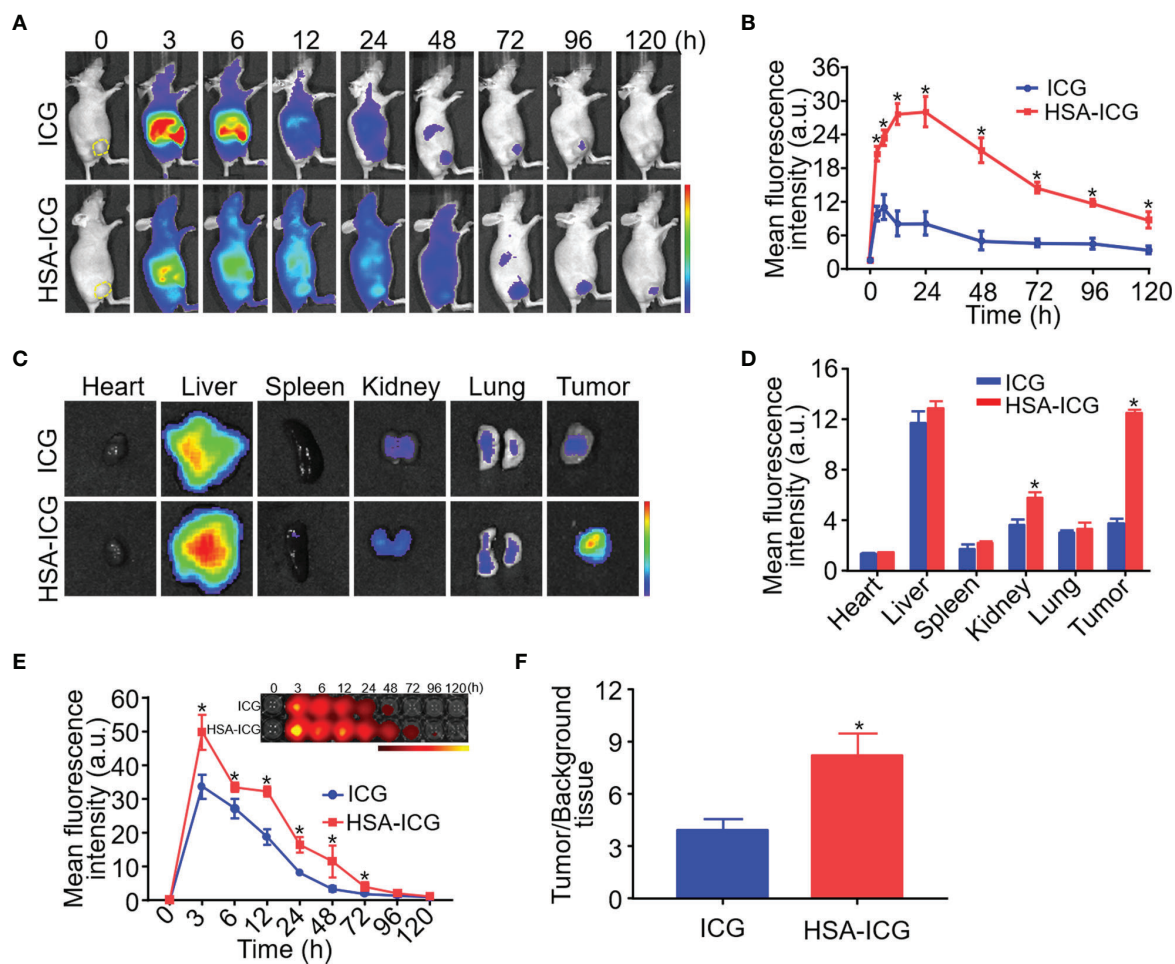 A
0 3 6 12 24 48 72 96 120 (h)
ICG
HSA-ICG
B
Mean fluorescence
intensity (a.u.)
36
30
24
18
12
6
0
ICG
HSA-ICG
* * * * * * * *
0 24 48 72 96 120
Time (h)
C
Heart Liver Spleen Kidney Lung Tumor
ICG
HSA-ICG
D
Mean fluorescence
intensity (a.u.)
16
12
8
4
0
ICG
HSA-ICG
* *
Heart Liver Spleen Kidney Lung Tumor
E
Mean fluorescence
intensity (a.u.)
60
50
40
30
20
10
0
0 3 6 12 24 48 72 96 120(h)
ICG
HSA-ICG
ICG
HSA-ICG
* * * * * *
0 3 6 12 24 48 72 96 120
Time (h)
F
Tumor/Background
tissue
12
9
6
3
0
*
ICG HSA-ICG